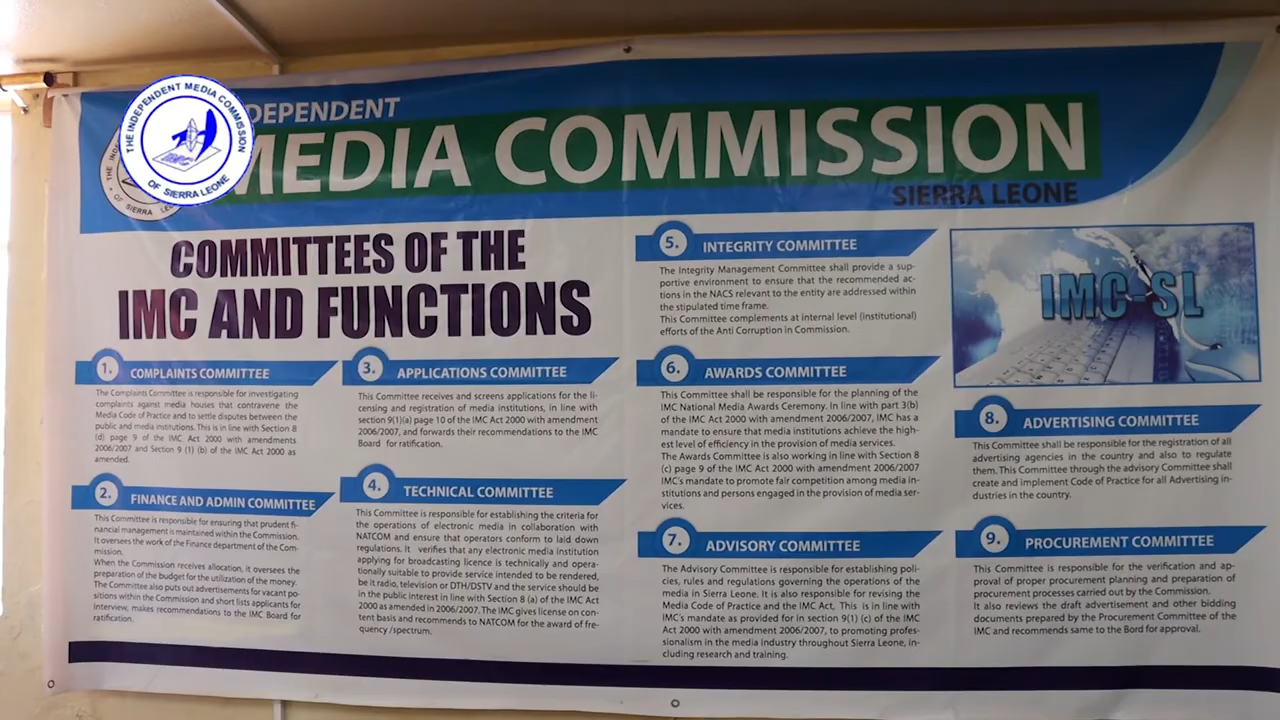 THE INDEPENDENT MEDIA COMMISSION
OF SIERRA LEONE
IMC
DEPENDENT
MEDIA COMMISSION
SIERRA LEONE
COMMITTEES OF THE
IMC AND FUNCTIONS
1. COMPLAINTS COMMITTEE
The Complaints Committee is responsible for investigating
complaints against media houses that contravene the
Media Code of Practice and to settle disputes between the
public and media institutions. This is in line with Section 8
(d) page 9 of the IMC Act 2000 with amendments
2006/2007 and Section 9 (1) (b) of the IMC Act 2000 as
amended.
2. FINANCE AND ADMIN COMMITTEE
This Committee is responsible for ensuring that prudent fi-
nancial management is maintained within the Commission.
It oversees the work of the Finance department of the Com-
mission.
When the Commission receives allocation, it oversees the
preparation of the budget for the utilization of the money.
The Committee also puts out advertisements for vacant po-
sitions within the Commission and short lists applicants for
interview, makes recommendations to the IMC Board for
ratification.
3. APPLICATIONS COMMITTEE
This Committee receives and screens applications for the li-
censing and registration of media institutions, in line with
section 9(1)(a) page 10 of the IMC Act 2000 with amendment
2006/2007, and forwards their recommendations to the IMC
Board for ratification.
4. TECHNICAL COMMITTEE
This Committee is responsible for establishing the criteria for
the operations of electronic media in collaboration with
NATCOM and ensure that operators conform to laid down
regulations. It verifies that any electronic media institution
applying for broadcasting licence is technically and opera-
tionally suitable to provide service intended to be rendered,
be it radio, television or DTH/DSTV and the service should be
in the public interest in line with Section 8 (a) of the IMC Act
2000 as amended in 2006/2007. The IMC gives license on con-
tent basis and recommends to NATCOM for the award of fre-
quency /spectrum.
5. INTEGRITY COMMITTEE
The Integrity Management Committee shall provide a sup-
portive environment to ensure that the recommended ac-
tions in the NACS relevant to the entity are addressed within
the stipulated time frame.
This Committee complements at internal level (institutional)
efforts of the Anti Corruption in Commission.
6. AWARDS COMMITTEE
This Committee shall be responsible for the planning of the
IMC National Media Awards Ceremony. In line with part 3(b)
of the IMC Act 2000 with amendment 2006/2007, IMC has a
mandate to ensure that media institutions achieve the high-
est level of efficiency in the provision of media services.
The Awards Committee is also working in line with Section 8
(c) page 9 of the IMC Act 2000 with amendment 2006/2007
IMC's mandate to promote fair competition among media in-
stitutions and persons engaged in the provision of media ser-
vices.
7. ADVISORY COMMITTEE
The Advisory Committee is responsible for establishing poli-
cies, rules and regulations governing the operations of the
media in Sierra Leone. It is also responsible for revising the
Media Code of Practice and the IMC Act, This is in line with
IMC's mandate as provided for in section 9(1) (c) of the IMC
Act 2000 with amendment 2006/2007, to promoting profes-
sionalism in the media industry throughout Sierra Leone, in-
cluding research and training.
IMC-SL
8. ADVERTISING COMMITTEE
This Committee shall be responsible for the registration of all
advertising agencies in the country and also to regulate
them. This Committee through the advisory Committee shall
create and implement Code of Practice for all Advertising in-
dustries in the country.
9. PROCUREMENT COMMITTEE
This Committee is responsible for the verification and ap-
proval of proper procurement planning and preparation of
procurement processes carried out by the Commission.
It also reviews the draft advertisement and other bidding
documents prepared by the Procurement Committee of the
IMC and recommends same to the Bord for approval.